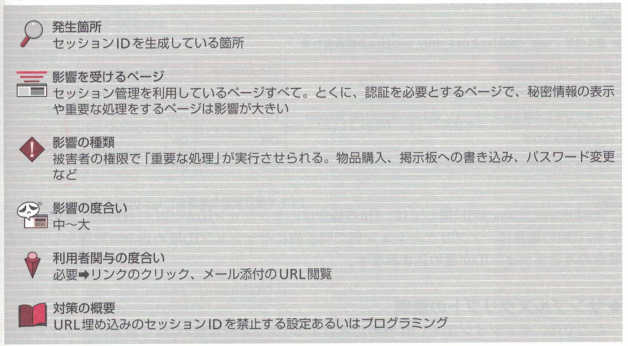 発生箇所
セッションIDを生成している箇所
影響を受けるページ
セッション管理を利用しているページすべて。とくに、認証を必要とするページで、秘密情報の表示
や重要な処理をするページは影響が大きい
影響の種類
被害者の権限で「重要な処理」が実行させられる。物品購入、掲示板への書き込み、パスワード変更
など
影響の度合い
中～大
利用者関与の度合い
必要➡リンクのクリック、メール添付のURL閲覧
対策の概要
URL埋め込みのセッションIDを禁止する設定あるいはプログラミング